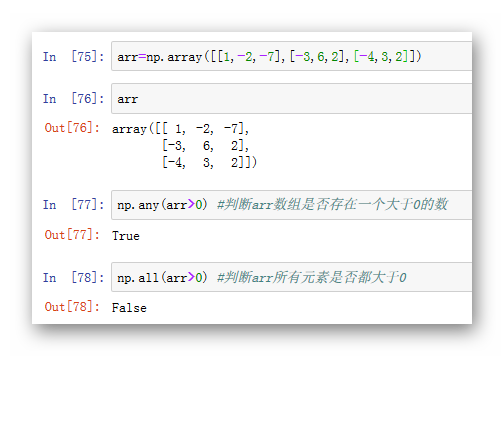 In [75]: arr=np.array([[1,-2,-7],[-3,6,2],[-4,3,2]])
In [76]: arr
Out[76]: array([[ 1, -2, -7],
[-3, 6, 2],
[-4, 3, 2]])
In [77]: np.any(arr>0) #判断arr数组是否存在一个大于0的数
Out[77]: True
In [78]: np.all(arr>0) #判断arr所有元素是否都大于0
Out[78]: False